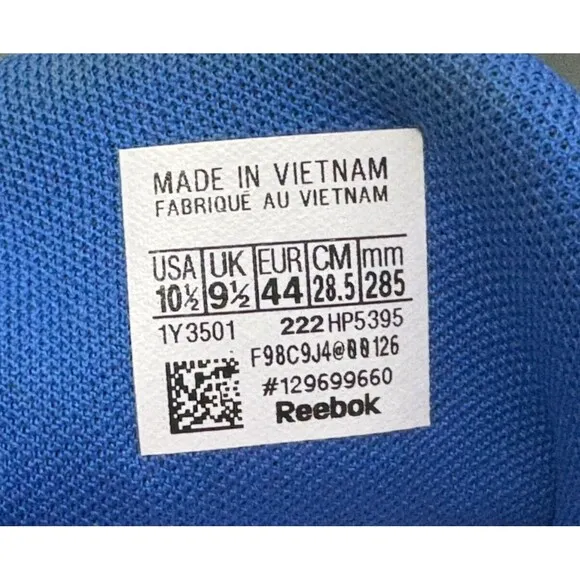 MADE IN VIETNAM
FABRIQUÉ AU VIETNAM
USA UK EUR CM mm
10½ 9½ 44 28.5 285
1Y3501 222 HP5395
F98C9J4@00126
#129699660
Reebok